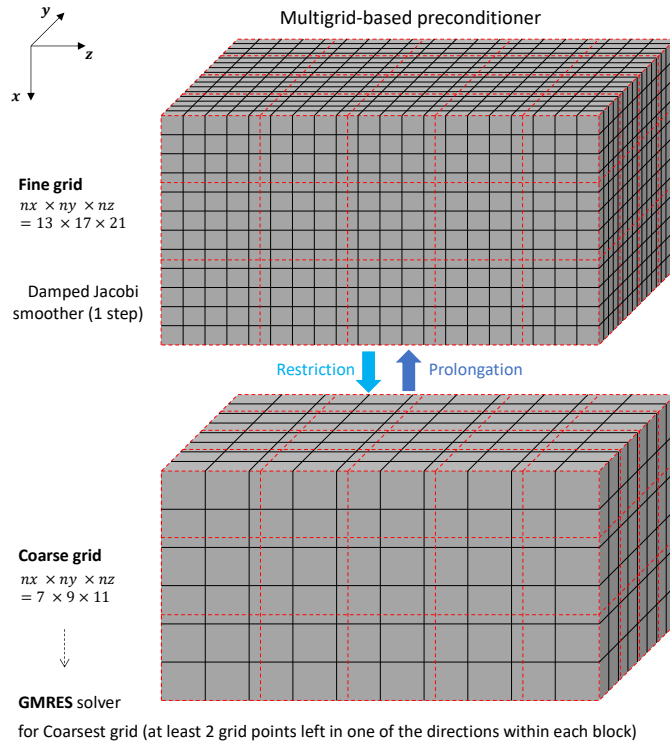 Multigrid-based preconditioner
y
z
x
Fine grid
nx × ny × nz
= 13 × 17 × 21
Damped Jacobi
smoother (1 step)
Restriction
Prolongation
Coarse grid
nx × ny × nz
= 7 × 9 × 11
GMRES solver
for Coarsest grid (at least 2 grid points left in one of the directions within each block)